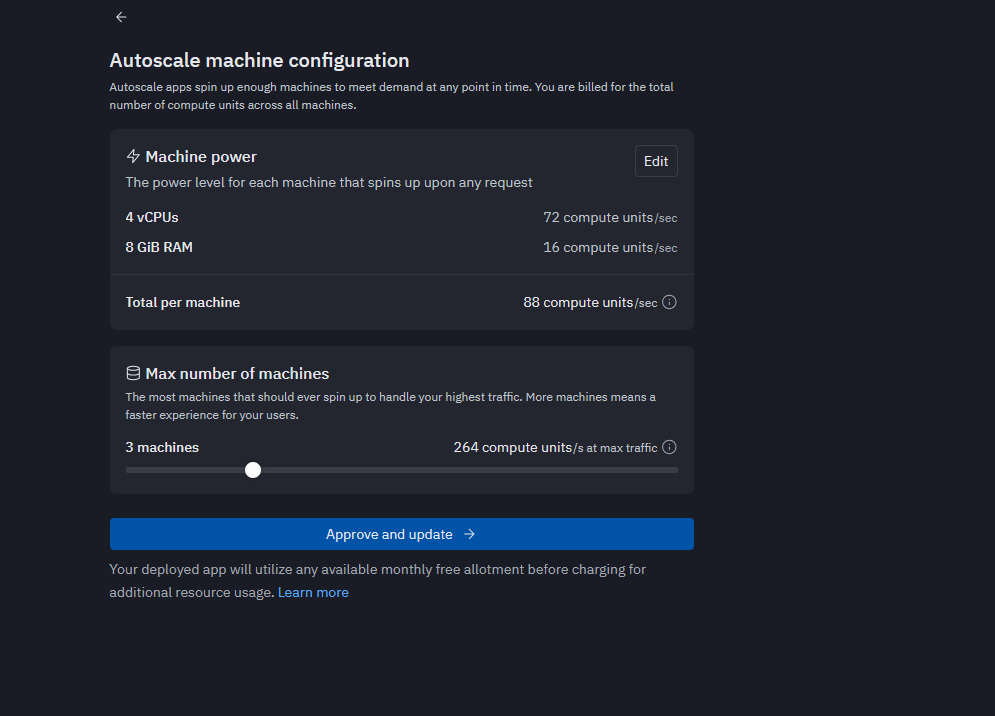 Autoscale machine configuration
Autoscale apps spin up enough machines to meet demand at any point in time. You are billed for the total
number of compute units across all machines.
Machine power
Edit
The power level for each machine that spins up upon any request
4 vCPUs 72 compute units/sec
8 GiB RAM 16 compute units/sec
Total per machine 88 compute units/sec
Max number of machines
The most machines that should ever spin up to handle your highest traffic. More machines means a
faster experience for your users.
3 machines 264 compute units/s at max traffic
Approve and update
Your deployed app will utilize any available monthly free allotment before charging for
additional resource usage. Learn more